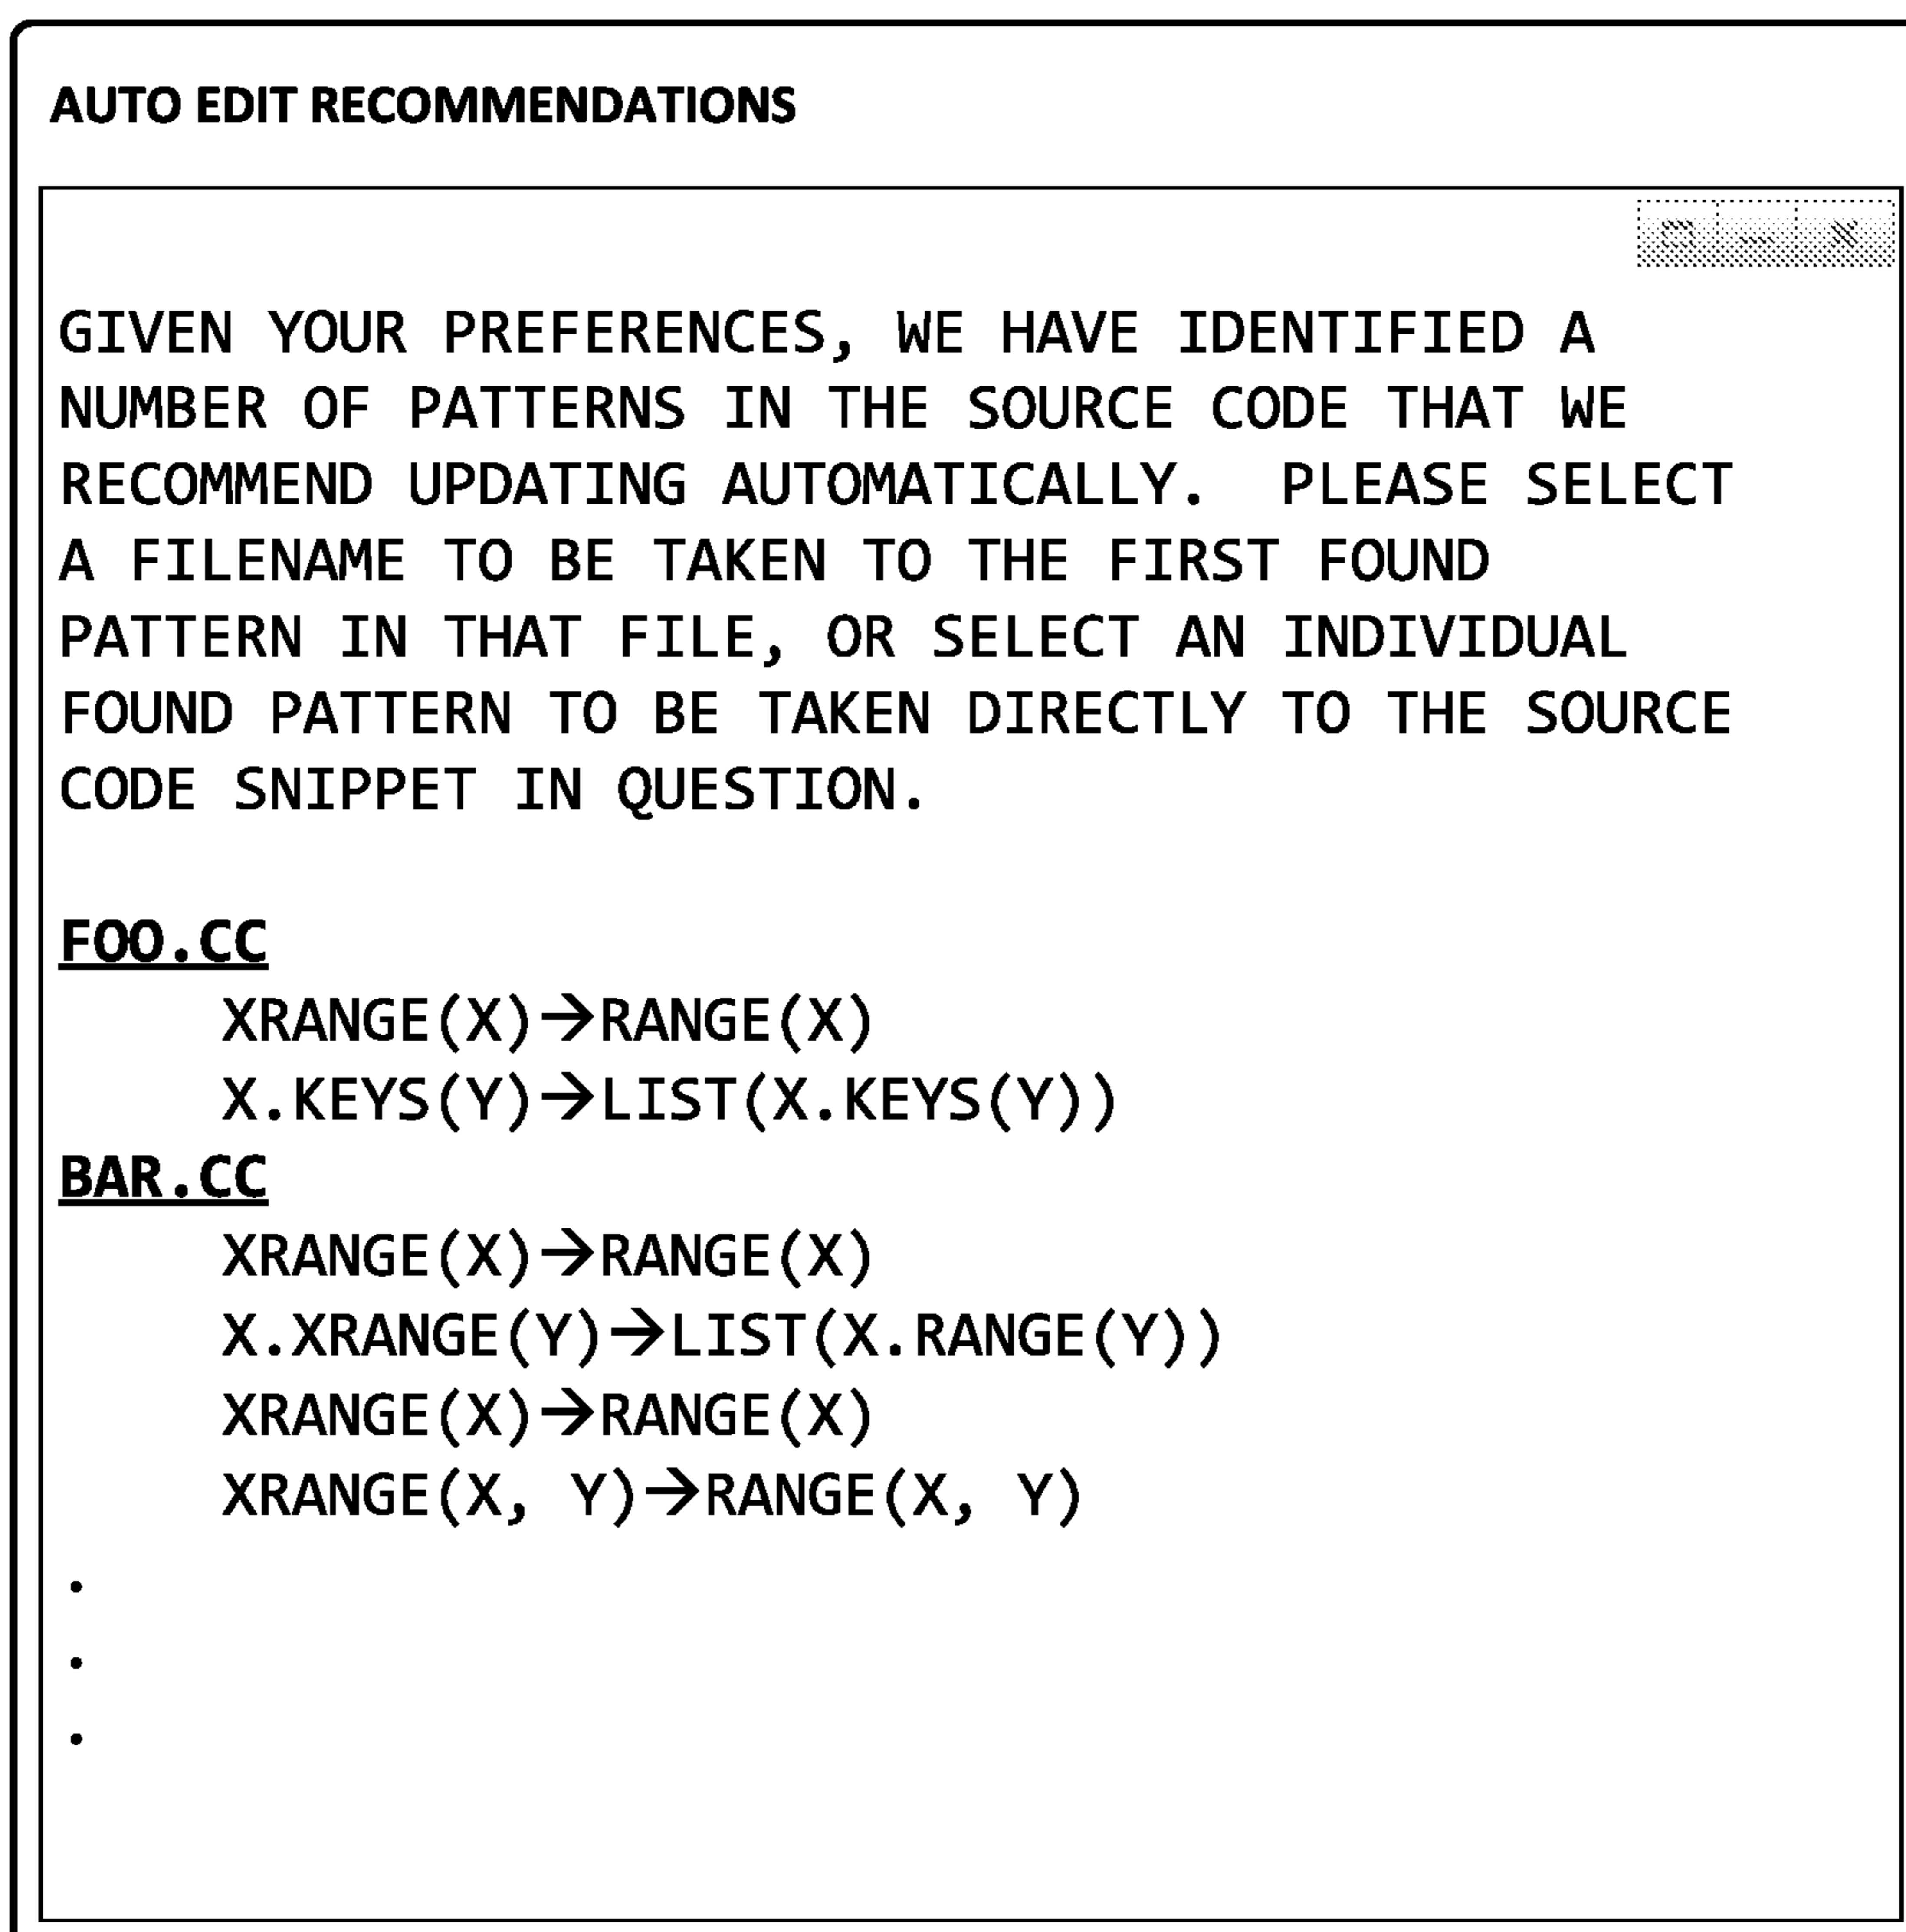 AUTO EDIT RECOMMENDATIONS
GIVEN YOUR PREFERENCES, WE HAVE IDENTIFIED A
NUMBER OF PATTERNS IN THE SOURCE CODE THAT WE
RECOMMEND UPDATING AUTOMATICALLY.  PLEASE SELECT
A FILENAME TO BE TAKEN TO THE FIRST FOUND
PATTERN IN THAT FILE, OR SELECT AN INDIVIDUAL
FOUND PATTERN TO BE TAKEN DIRECTLY TO THE SOURCE
CODE SNIPPET IN QUESTION.
FOO.CC
XRANGE(X)→RANGE(X)
X.KEYS(Y)→LIST(X.KEYS(Y))
BAR.CC
XRANGE(X)→RANGE(X)
X.XRANGE(Y)→LIST(X.RANGE(Y))
XRANGE(X)→RANGE(X)
XRANGE(X, Y)→RANGE(X, Y)
.
.
.